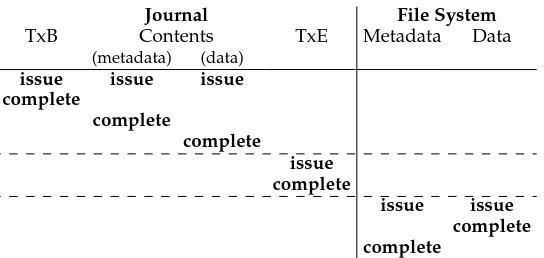 Journal File System
TxB Contents TxE Metadata Data
(metadata) (data)
issue issue issue
complete
complete
complete
issue
complete
issue issue
complete
complete